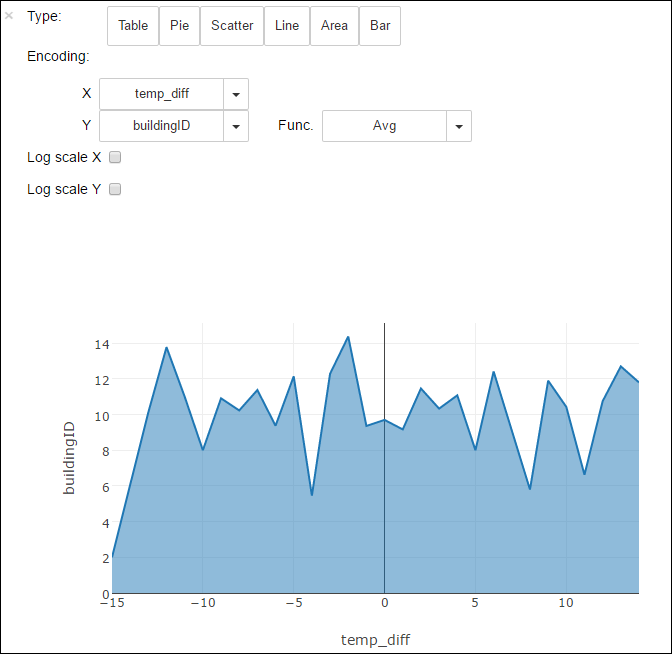 × Type: Table Pie Scatter Line Area Bar
Encoding:
X temp_diff
Y buildingID Func. Avg
Log scale X
Log scale Y
14
12
10
8
6
4
2
0
buildingID
−15 −10 −5 0 5 10
temp_diff